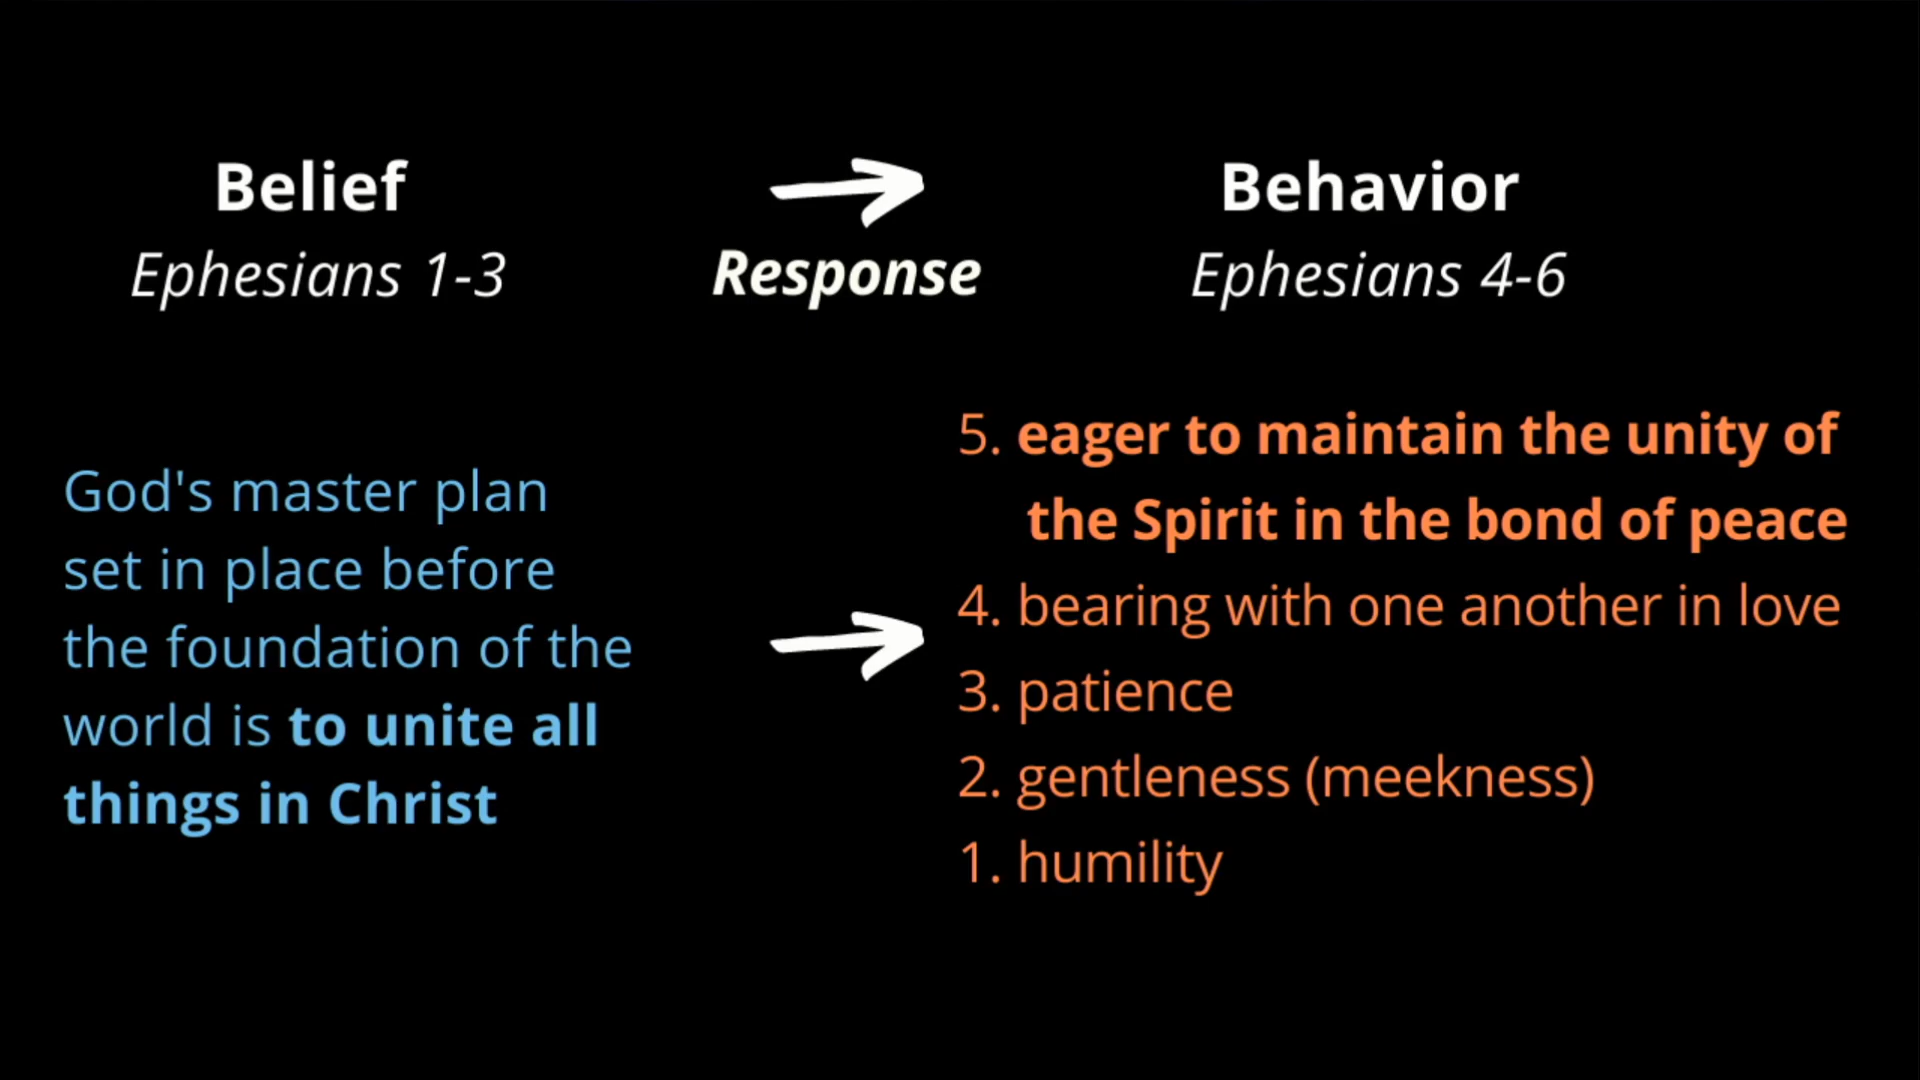 Belief
Ephesians 1-3
Response
Behavior
Ephesians 4-6
God's master plan
set in place before
the foundation of the
world is to unite all
things in Christ
5. eager to maintain the unity of
the Spirit in the bond of peace
4. bearing with one another in love
3. patience
2. gentleness (meekness)
1. humility